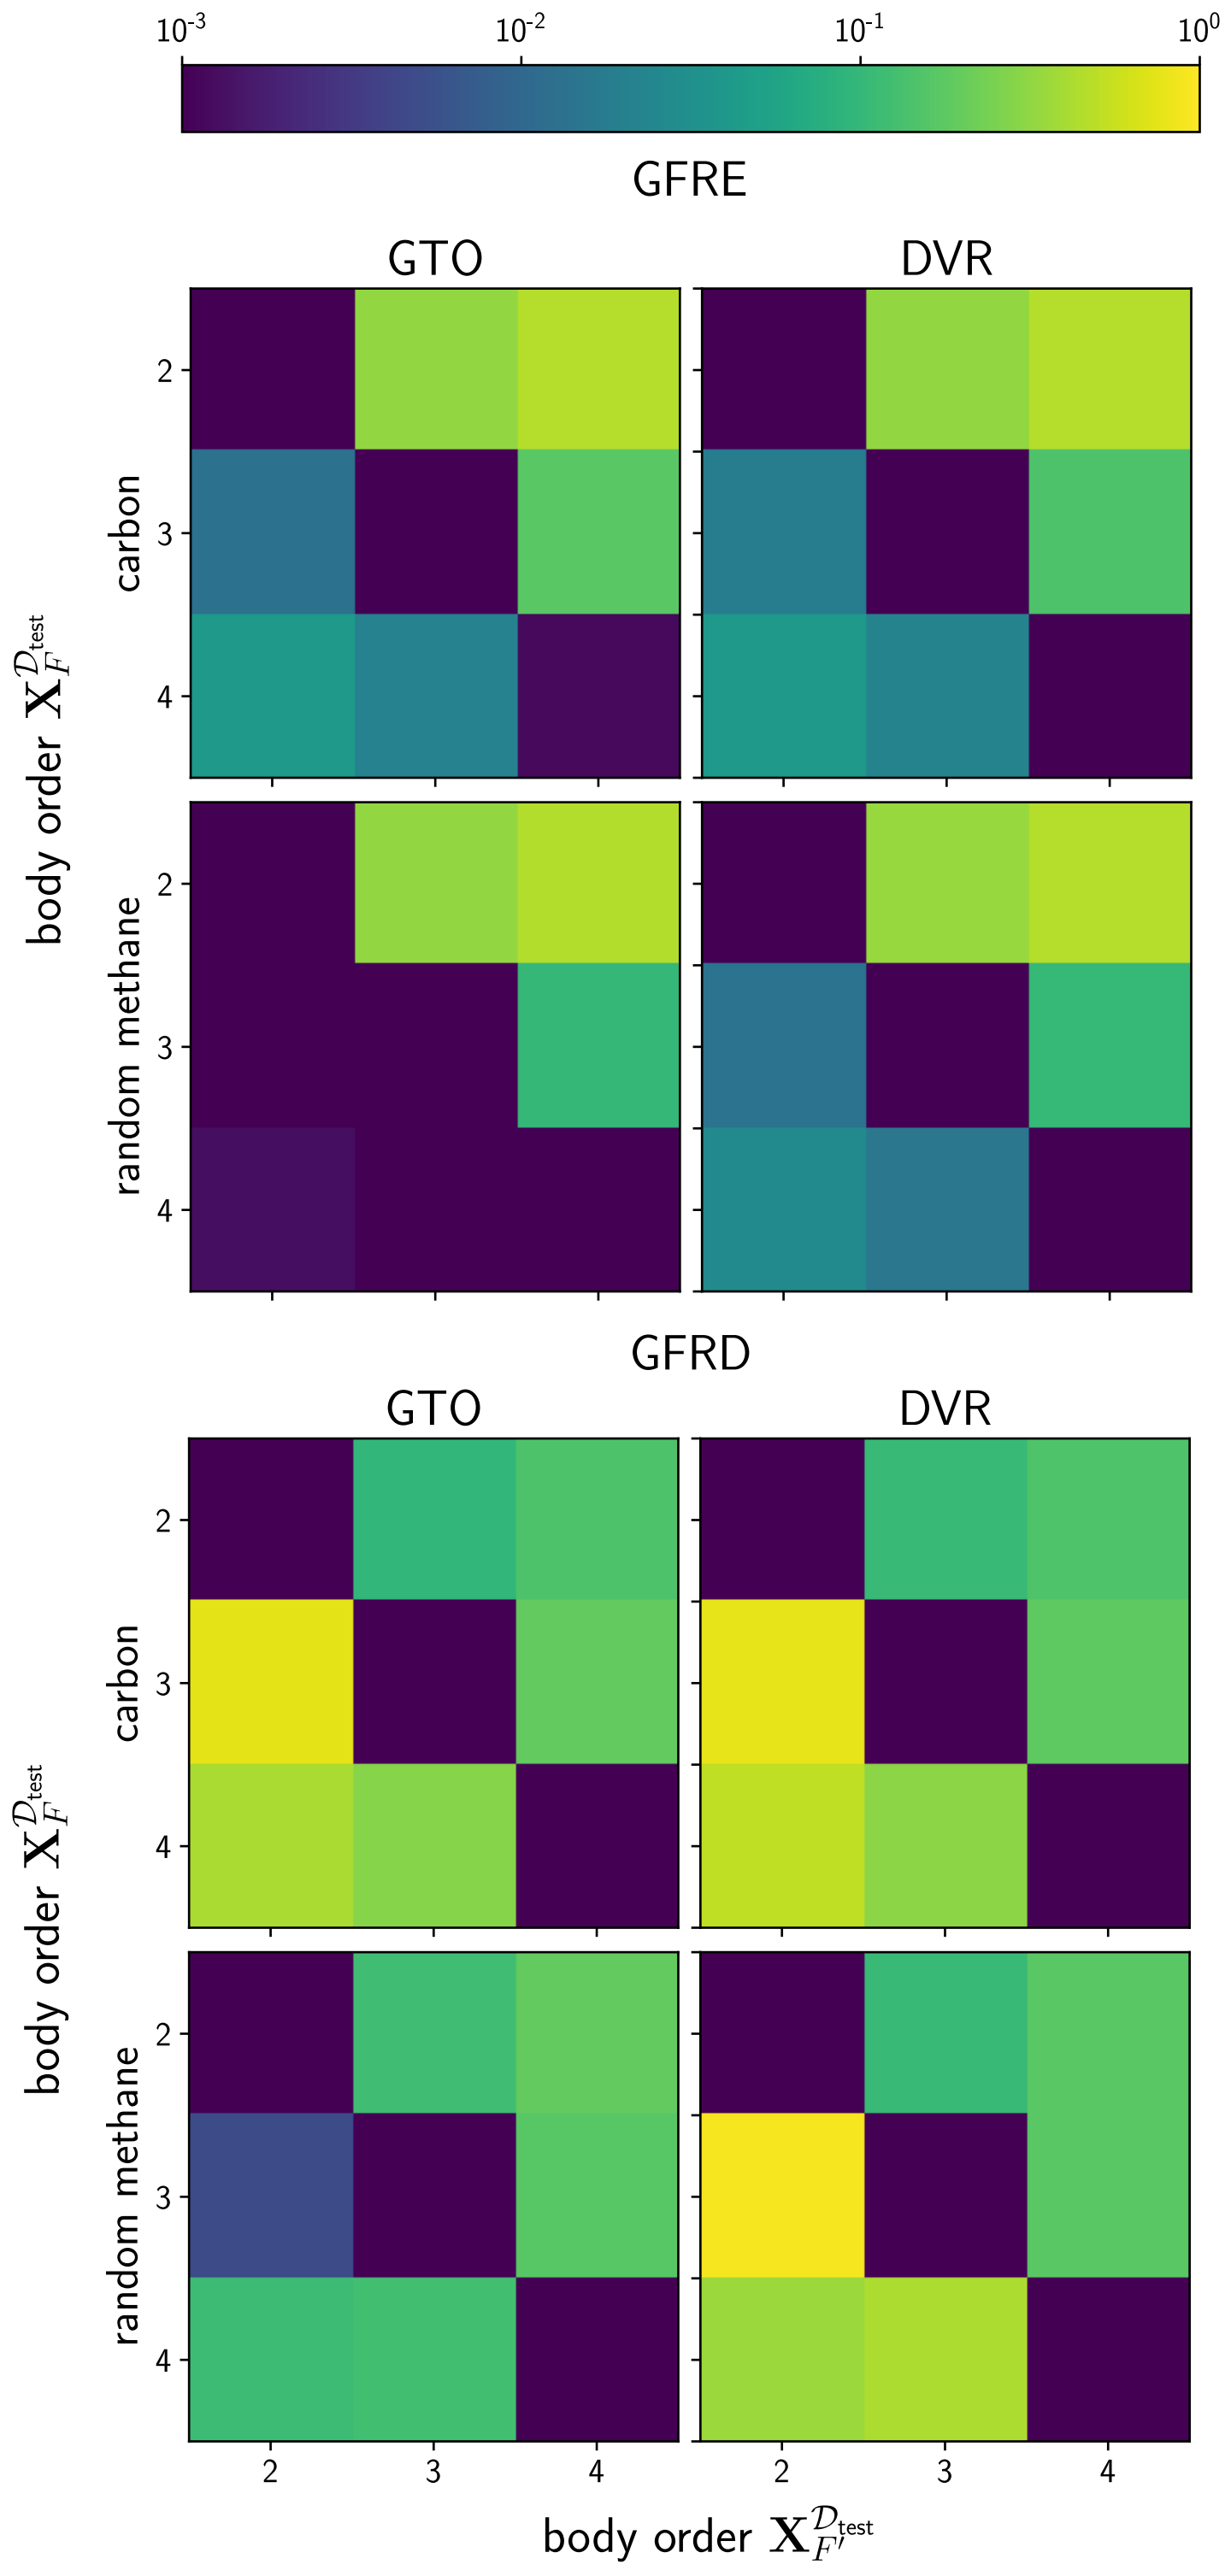 10^-3 10^-2 10^-1 10^0
GFRE
GTO DVR
body order X_F^{D_test}
carbon
2
3
4
random methane
2
3
4
GFRD
GTO DVR
body order X_F^{D_test}
carbon
2
3
4
random methane
2
3
4
2 3 4 2 3 4
body order X_{F'}^{D_test}